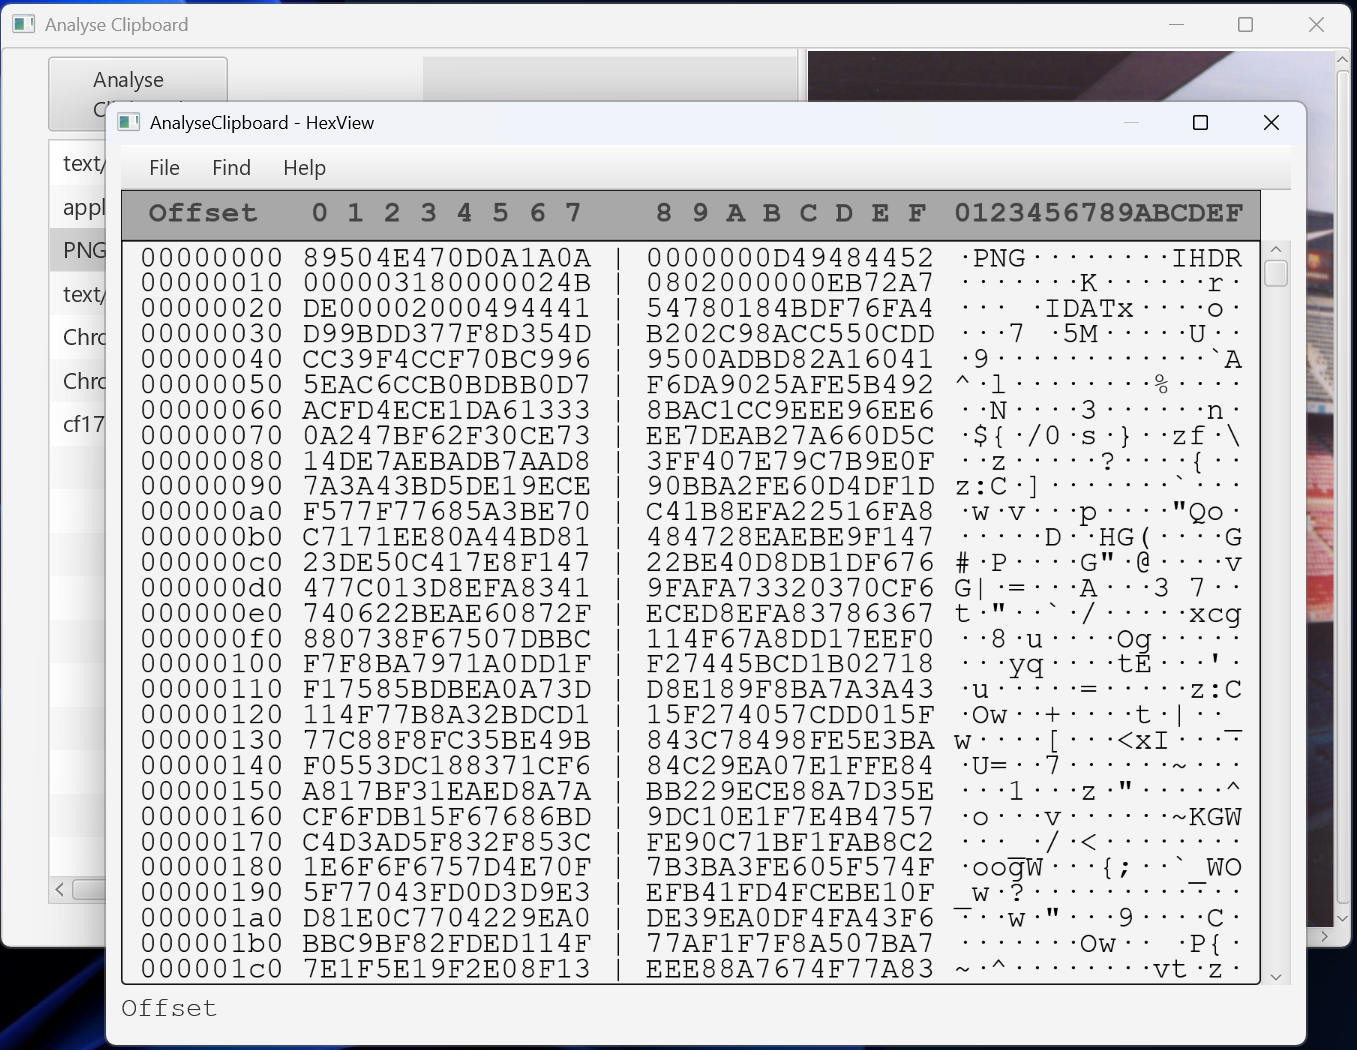 Analyse Clipboard
Analyse
text/
appl
PNG
text/
Chro
Chro
cf17
AnalyseClipboard - HexView
File Find Help
Offset 0 1 2 3 4 5 6 7 8 9 A B C D E F 0123456789ABCDEF
00000000 89504E470D0A1A0A | 0000000D49484452 ·PNG········IHDR
00000010 000003180000024B 0802000000EB72A7 ·······K······r·
00000020 DE00002000494441 | 54780184BDF76FA4 ··· ·IDATx····o·
00000030 D99BDD377F8D354D | B202C98ACC550CDD ···7 ·5M·····U··
00000040 CC39F4CCF70BC996 | 9500ADBD82A16041 ·9············`A
00000050 5EAC6CCB0BDBB0D7 | F6DA9025AFE5B492 ^·l········%····
00000060 ACFD4ECE1DA61333 | 8BAC1CC9EEE96EE6 ··N····3······n·
00000070 0A247BF62F30CE73 | EE7DEAB27A660D5C ·${·/0·s·}··zf·\
00000080 14DE7AEBADB7AAD8 | 3FF407E79C7B9E0F ··z·····?····{··
00000090 7A3A43BD5DE19ECE | 90BBA2FE60D4DF1D z:C·]·······`···
000000a0 F577F77685A3BE70 | C41B8EFA22516FA8 ·w·v···p····"Qo·
000000b0 C7171EE80A44BD81 | 484728EAEBE9F147 ·····D··HG(····G
000000c0 23DE50C417E8F147 | 22BE40D8DB1DF676 #·P····G"·@····v
000000d0 477C013D8EFA8341 | 9FAFA73320370CF6 G|·=···A···3 7··
000000e0 740622BEAE60872F | ECED8EFA83786367 t·"··`·/·····xcg
000000f0 880738F67507DBBC | 114F67A8DD17EEF0 ··8·u····Og·····
00000100 F7F8BA7971A0DD1F | F27445BCD1B02718 ···yq····tE···'·
00000110 F17585BDBEA0A73D | D8E189F8BA7A3A43 ·u·····=·····z:C
00000120 114F77B8A32BDCD1 | 15F274057CDD015F ·Ow··+····t·|··_
00000130 77C88F8FC35BE49B | 843C78498FE5E3BA w····[···<xI····
00000140 F0553DC188371CF6 | 84C29EA07E1FFE84 ·U=··7······~···
00000150 A817BF31EAED8A7A | BB229ECE88A7D35E ···1···z·"·····^
00000160 CF6FDB15F67686BD | 9DC10E1F7E4B4757 ·o···v······~KGW
00000170 C4D3AD5F832F853C | FE90C71BF1FAB8C2 ···_·/·<········
00000180 1E6F6F6757D4E70F | 7B3BA3FE605F574F ·oogW···{;··`_WO
00000190 5F77043FD0D3D9E3 | EFB41FD4FCEBE10F _w·?············
000001a0 D81E0C7704229EA0 | DE39EA0DF4FA43F6 ···w·"···9····C·
000001b0 BBC9BF82FDED114F | 77AF1F7F8A507BA7 ·······Ow·· ·P{·
000001c0 7E1F5E19F2E08F13 | EEE88A7674F77A83 ~·^········vt·z·
Offset